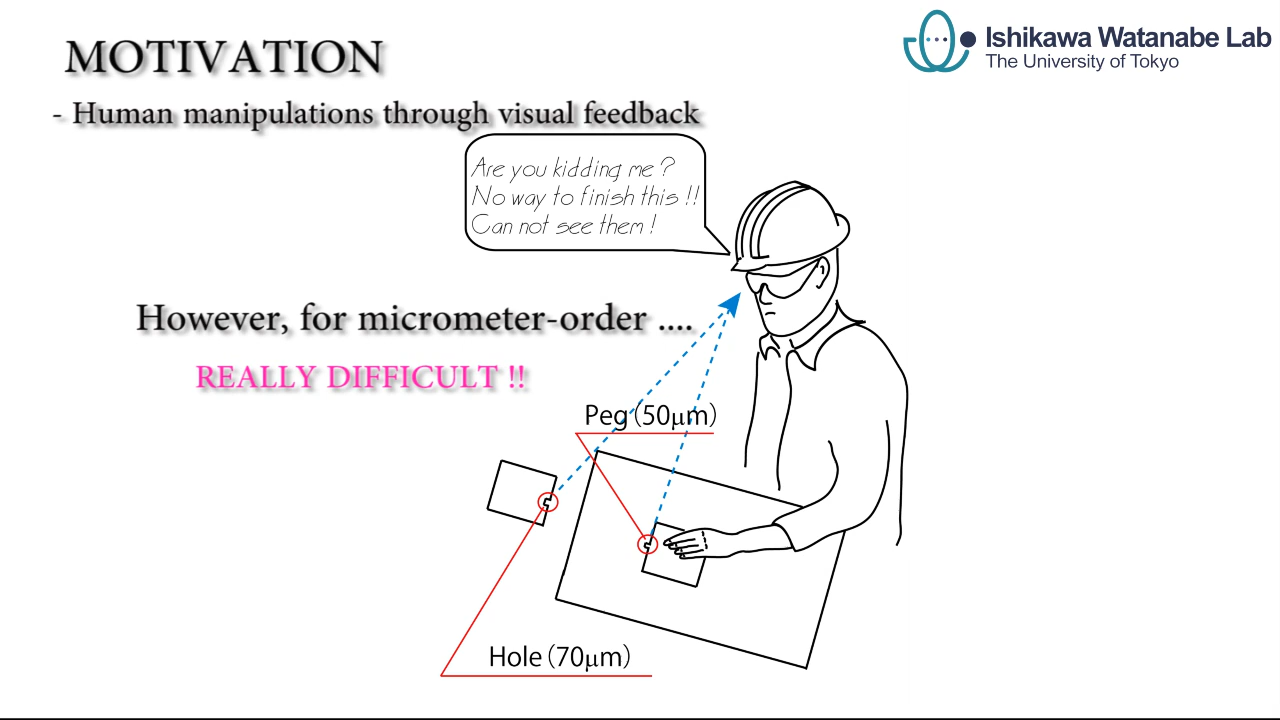 MOTIVATION
Ishikawa Watanabe Lab
The University of Tokyo
- Human manipulations through visual feedback
Are you kidding me ?
No way to finish this !!
Can not see them !
However, for micrometer-order ....
REALLY DIFFICULT !!
Peg（50μm）
Hole（70μm）